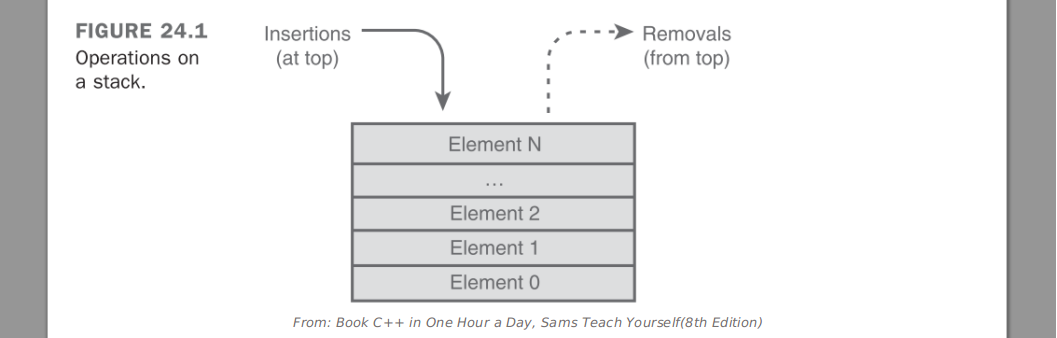 FIGURE 24.1
Operations on
a stack.
Insertions
(at top)
Removals
(from top)
Element N
...
Element 2
Element 1
Element 0
From: Book C++ in One Hour a Day, Sams Teach Yourself(8th Edition)